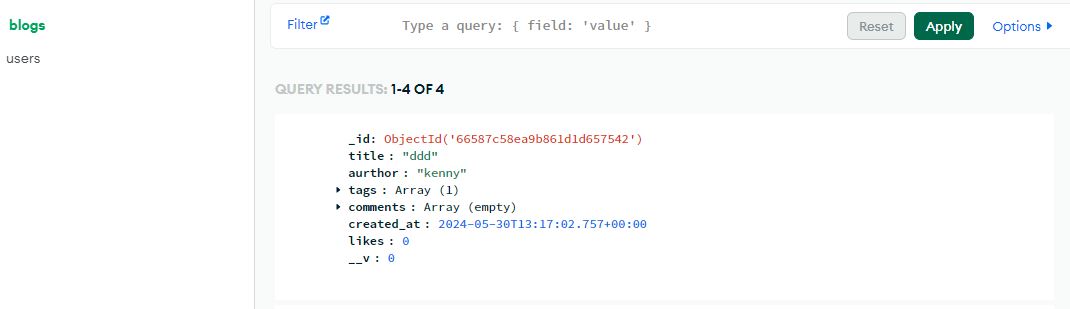 blogs
users
Filter
Type a query: { field: 'value' }
Reset
Apply
Options
QUERY RESULTS: 1-4 OF 4
_id: ObjectId('66587c58ea9b861d1d657542')
title : "ddd"
aurthor : "kenny"
tags : Array (1)
comments : Array (empty)
created_at : 2024-05-30T13:17:02.757+00:00
likes : 0
__v : 0